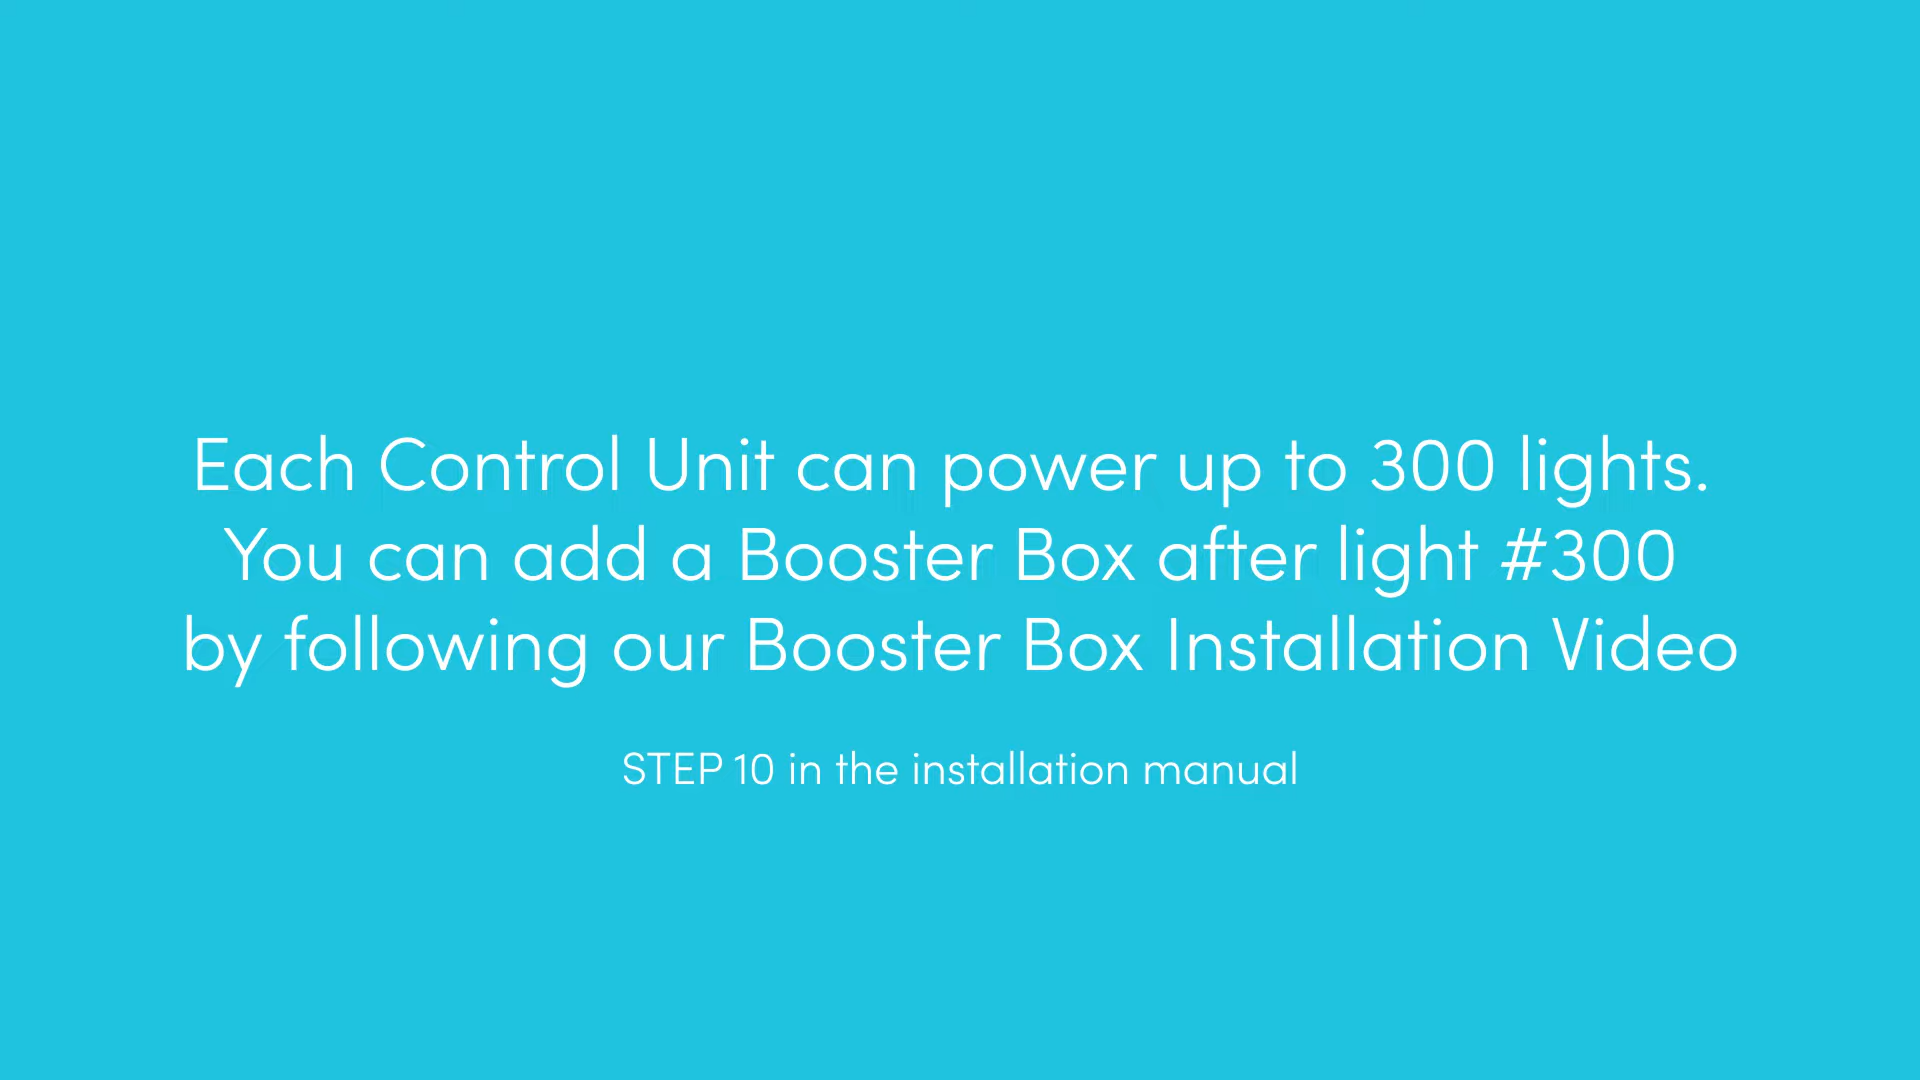 Each Control Unit can power up to 300 lights.
You can add a Booster Box after light #300
by following our Booster Box Installation Video
STEP 10 in the installation manual